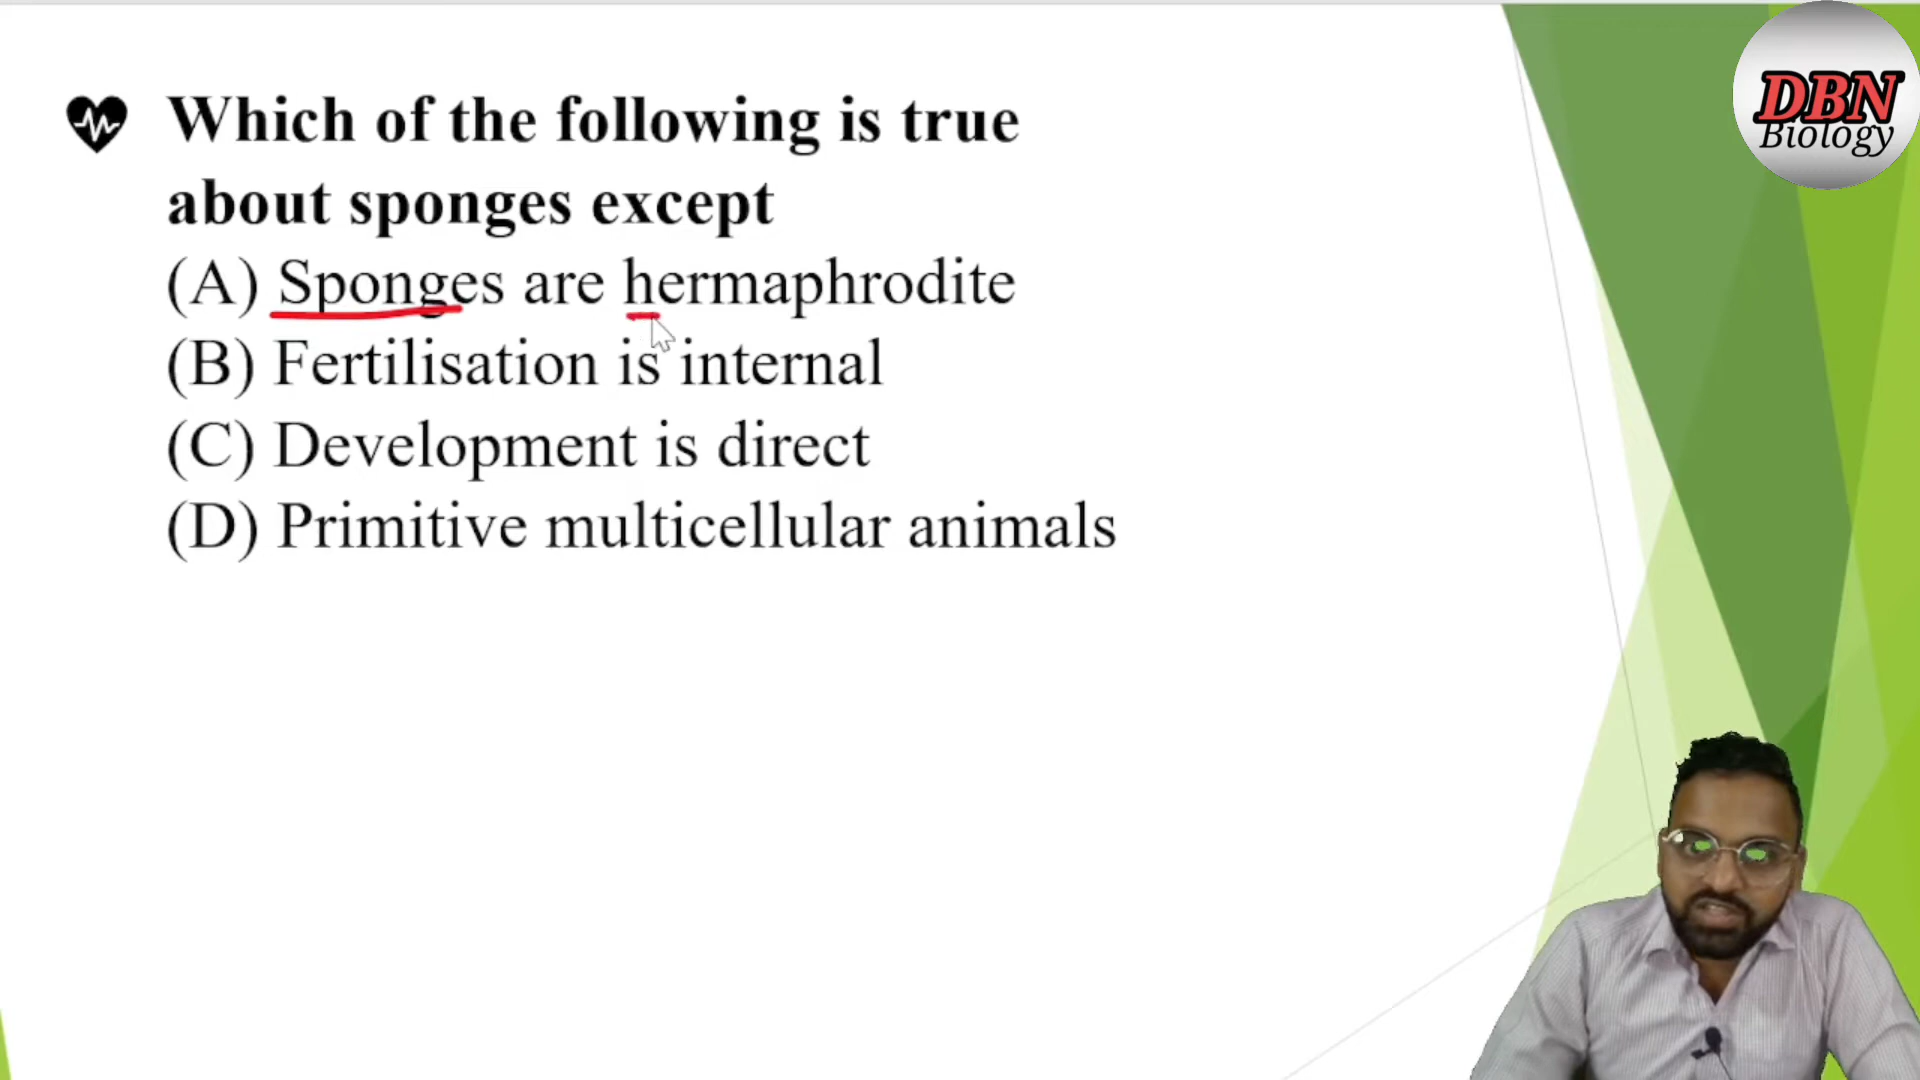 Which of the following is true
about sponges except
(A) Sponges are hermaphrodite
(B) Fertilisation is internal
(C) Development is direct
(D) Primitive multicellular animals
DBN
Biology